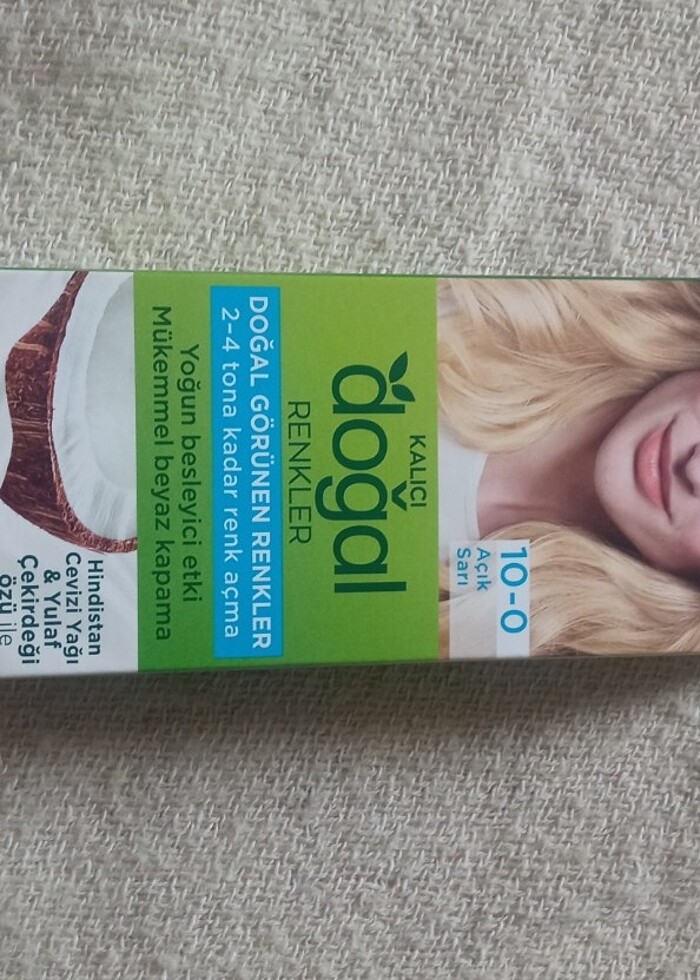 10-0
Açık
Sarı
KALICI
doğal
RENKLER
DOĞAL GÖRÜNEN RENKLER
2-4 tona kadar renk açma
Yoğun besleyici etki
Mükemmel beyaz kapama
Hindistan
Cevizi Yağı
& Yulaf
Çekirdeği
özü ile